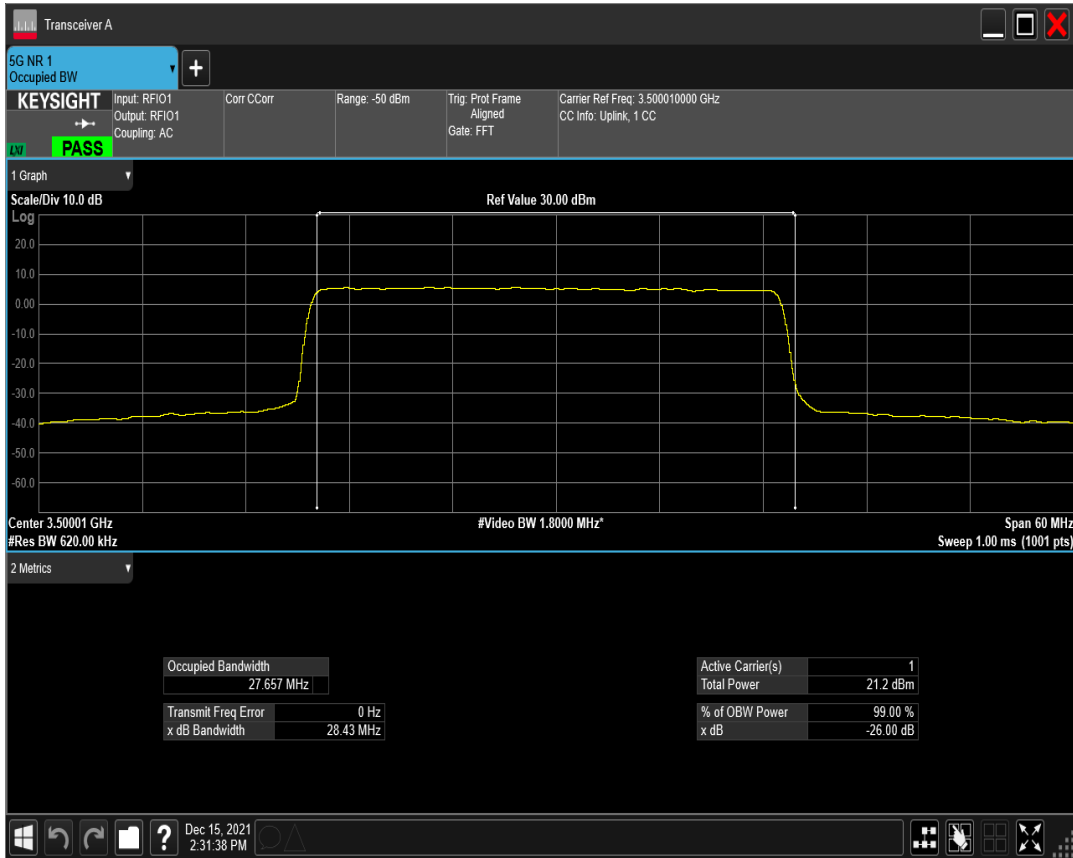 Transceiver A
5G NR 1
Occupied BW
+
KEYSIGHT
LXI
PASS
Input: RFIO1
Output: RFIO1
Coupling: AC
Corr CCorr
Range: -50 dBm
Trig: Prot Frame
Aligned
Gate: FFT
Carrier Ref Freq: 3.500010000 GHz
CC Info: Uplink, 1 CC
1 Graph
Scale/Div 10.0 dB
Ref Value 30.00 dBm
Log
20.0
10.0
0.00
-10.0
-20.0
-30.0
-40.0
-50.0
-60.0
Center 3.50001 GHz
#Video BW 1.8000 MHz*
Span 60 MHz
#Res BW 620.00 kHz
Sweep 1.00 ms (1001 pts)
2 Metrics
Occupied Bandwidth
27.657 MHz
Active Carrier(s) 1
Total Power 21.2 dBm
Transmit Freq Error 0 Hz
x dB Bandwidth 28.43 MHz
% of OBW Power 99.00 %
x dB -26.00 dB
?
Dec 15, 2021
2:31:38 PM